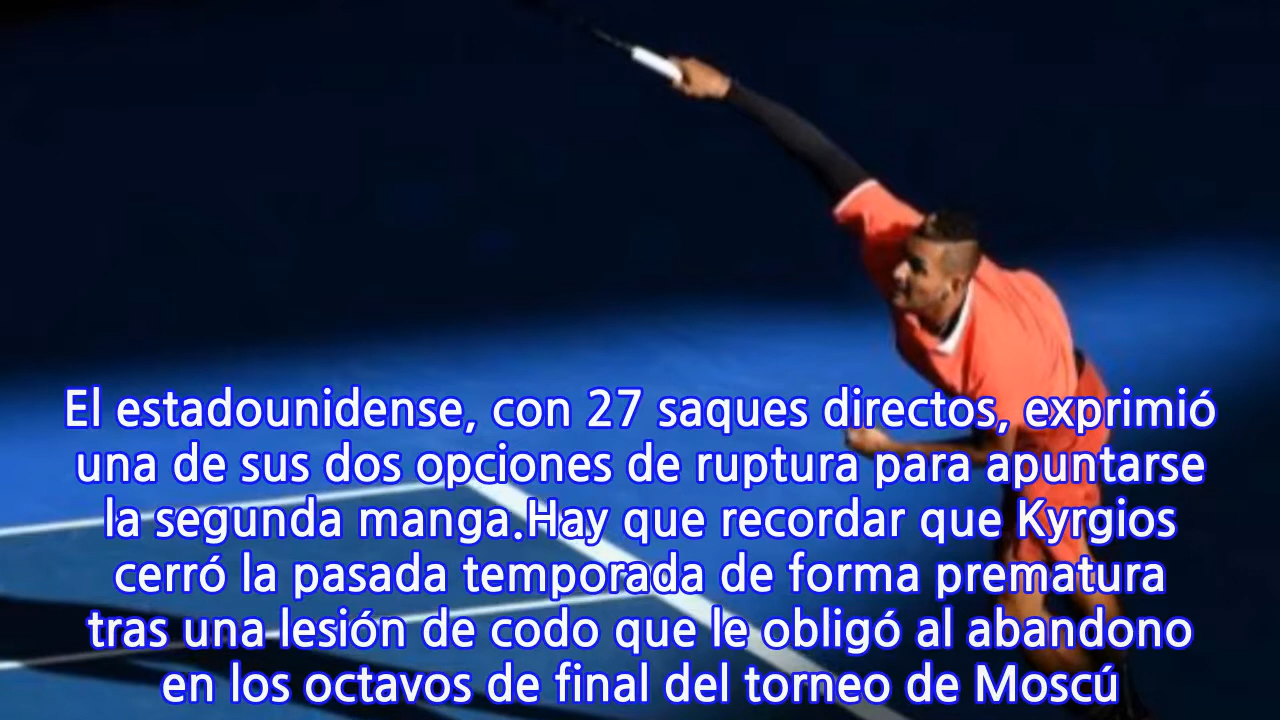 El estadounidense, con 27 saques directos, exprimió
una de sus dos opciones de ruptura para apuntarse
la segunda manga.Hay que recordar que Kyrgios
cerró la pasada temporada de forma prematura
tras una lesión de codo que le obligó al abandono
en los octavos de final del torneo de Moscú